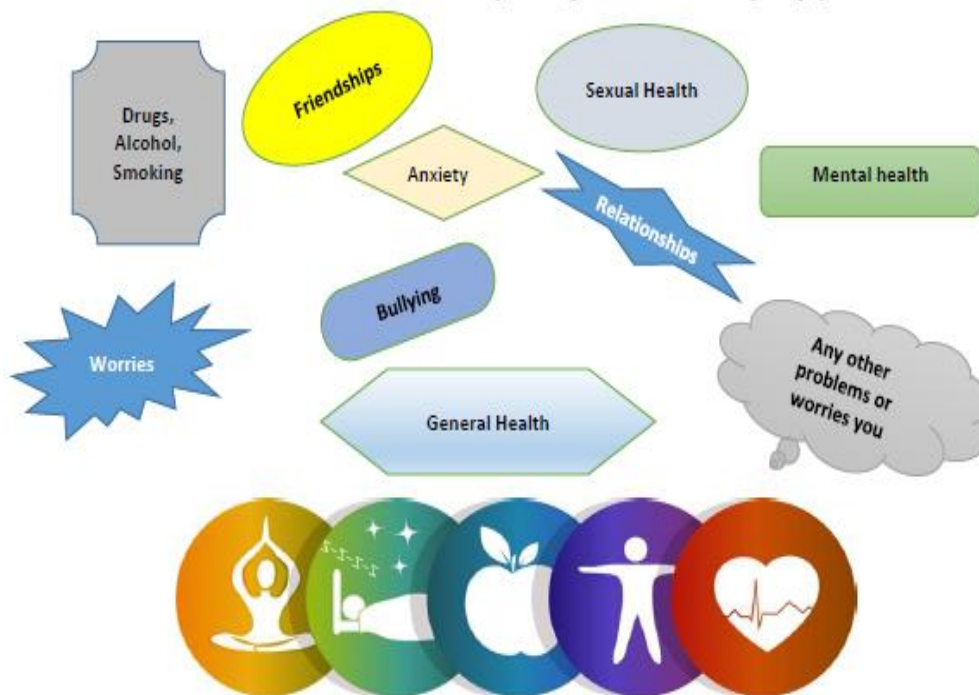 Friendships
Sexual Health
Drugs,
Alcohol,
Smoking
Anxiety
Mental health
Relationships
Bullying
Worries
Any other
problems or
worries you
General Health